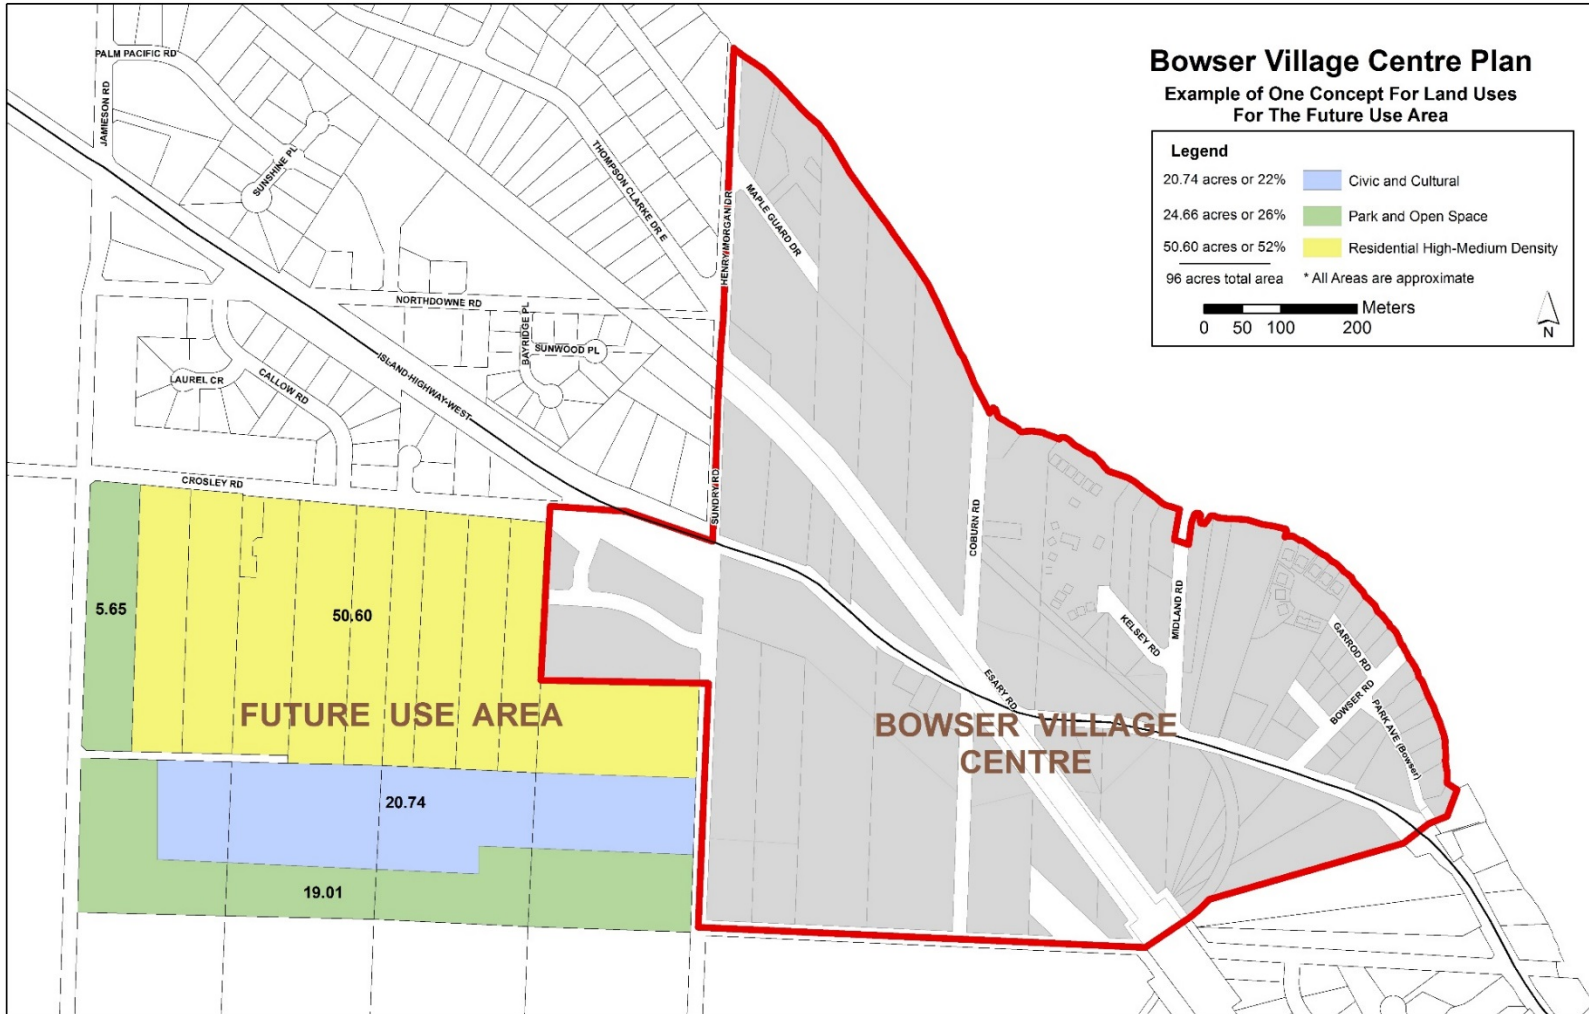 Bowser Village Centre Plan
Example of One Concept For Land Uses
For The Future Use Area
Legend
20.74 acres or 22% Civic and Cultural
24.66 acres or 26% Park and Open Space
50.60 acres or 52% Residential High-Medium Density
96 acres total area * All Areas are approximate
Meters
0 50 100 200
N
PALM PACIFIC RD
JAMIESON RD
SUNSHINE PL
THOMPSON CLARKE DR E
HENRY MORGAN DR
MAPLE GUARD DR
NORTHDOWNE RD
BAYRIDGE PL
SUNWOOD PL
ISLAND-HIGHWAY-WEST
LAUREL CR
CALLOW RD
CROSLEY RD
SUNDRY RD
COBURN RD
MIDLAND RD
KELSEY RD
GARROD RD
BOWSER RD
PARK AVE (Bowser)
ESARY RD
5.65
50.60
FUTURE USE AREA
BOWSER VILLAGE
CENTRE
20.74
19.01